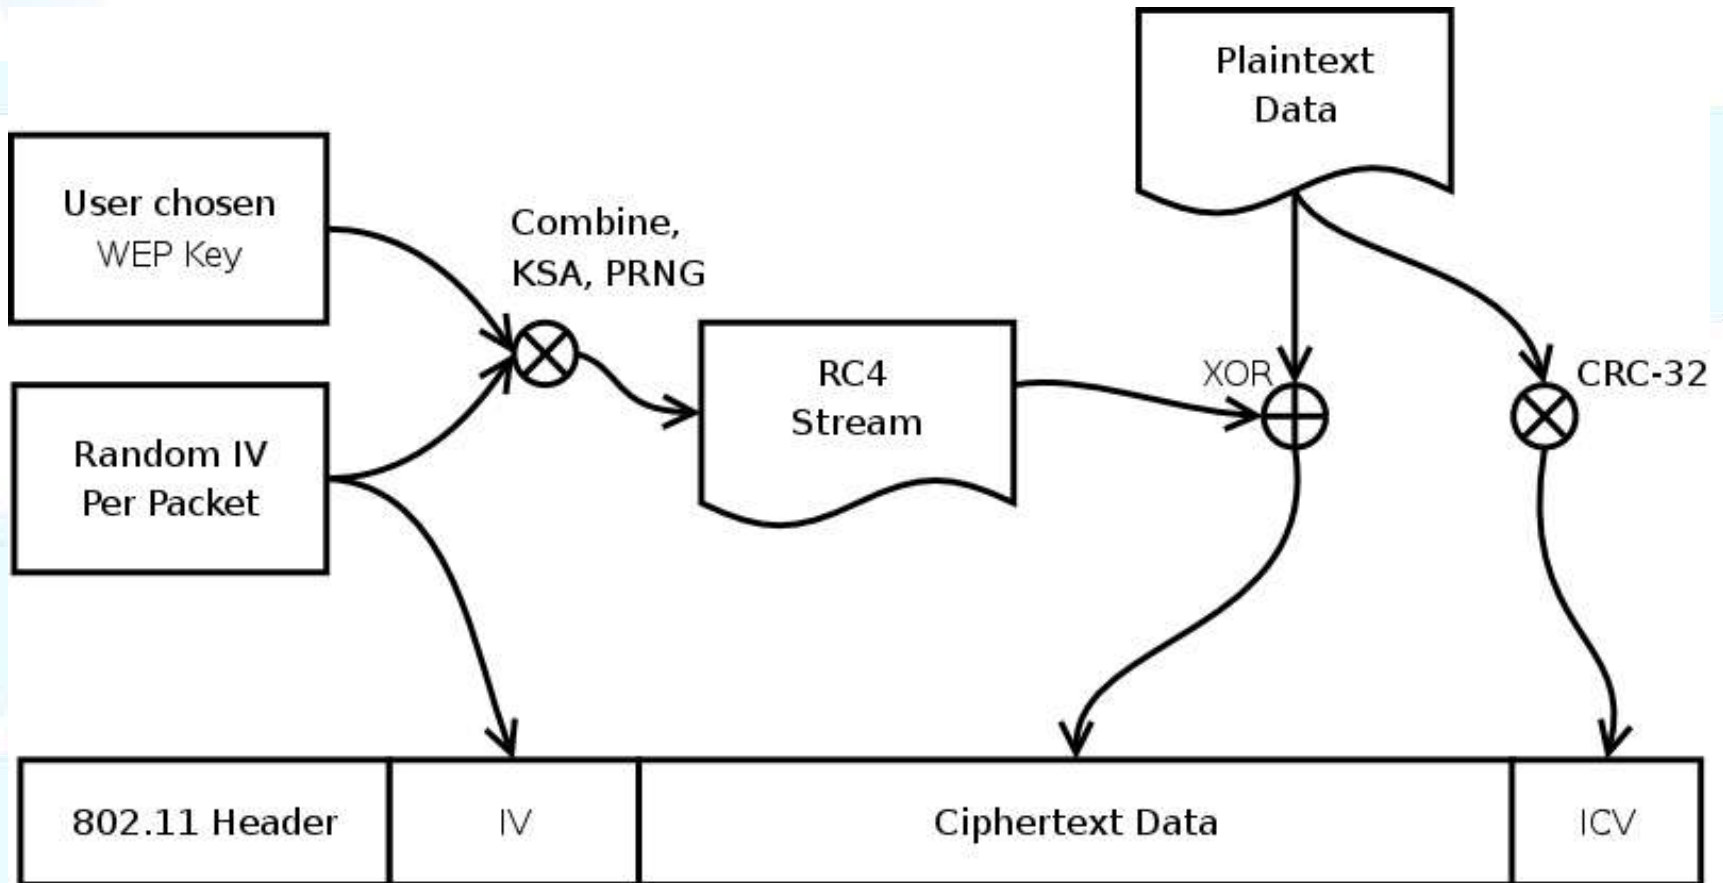 Plaintext
Data
User chosen
WEP Key
Combine,
KSA, PRNG
RC4
Stream
XOR
CRC-32
Random IV
Per Packet
802.11 Header
IV
Ciphertext Data
ICV